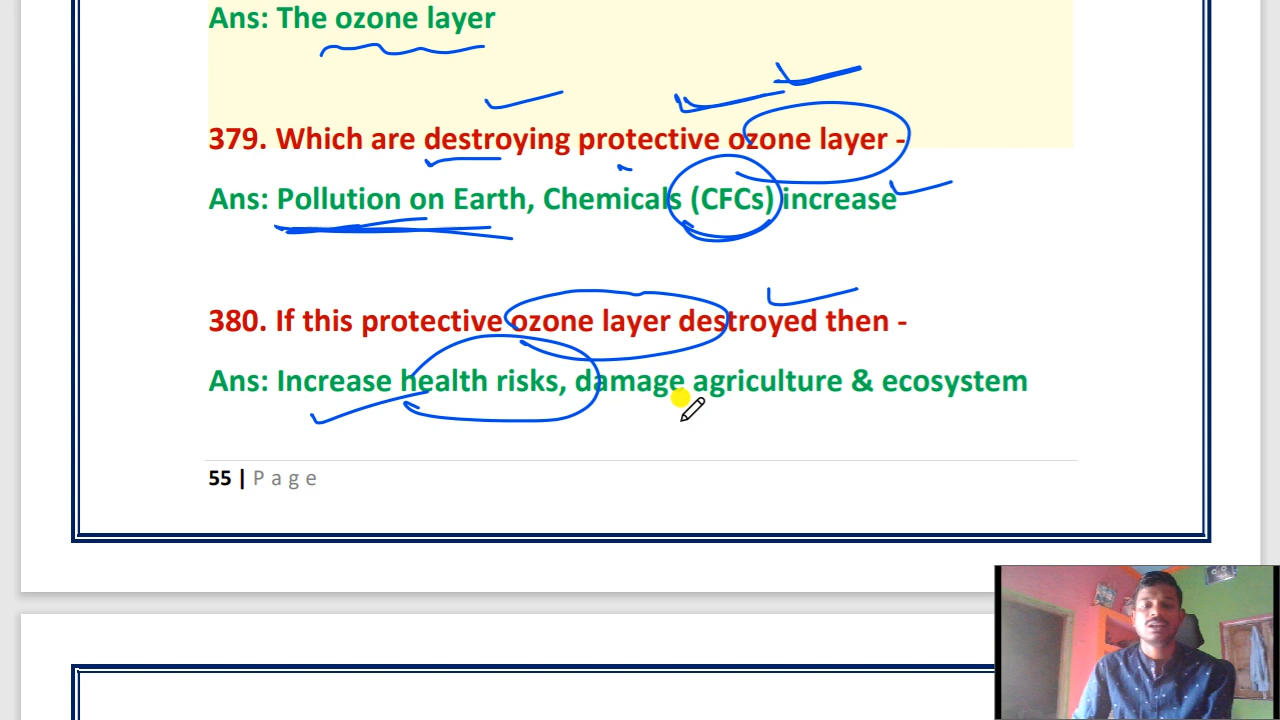 Ans: The ozone layer
379. Which are destroying protective ozone layer -
Ans: Pollution on Earth, Chemicals (CFCs) increase
380. If this protective ozone layer destroyed then -
Ans: Increase health risks, damage agriculture & ecosystem
55 | P a g e